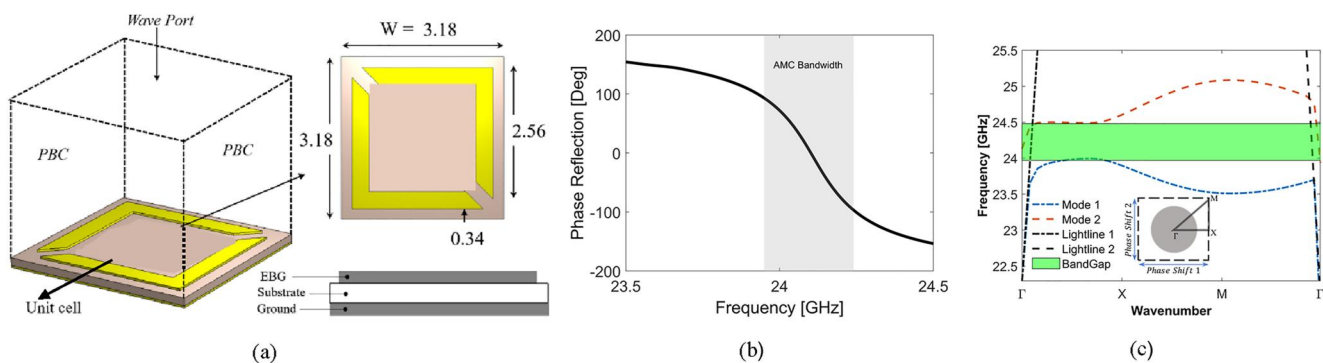 Wave Port
PBC
PBC
Unit cell
W = 3.18
3.18
2.56
0.34
EBG
Substrate
Ground
(a)
200
100
0
-100
-200
Phase Reflection [Deg]
AMC Bandwidth
23.5
24
24.5
Frequency [GHz]
(b)
25.5
25
24.5
24
23.5
23
22.5
Frequency [GHz]
Mode 1
Mode 2
Lightline 1
Lightline 2
BandGap
Phase Shift 2
M
Γ
X
Phase Shift 1
Γ
X
M
Γ
Wavenumber
(c)